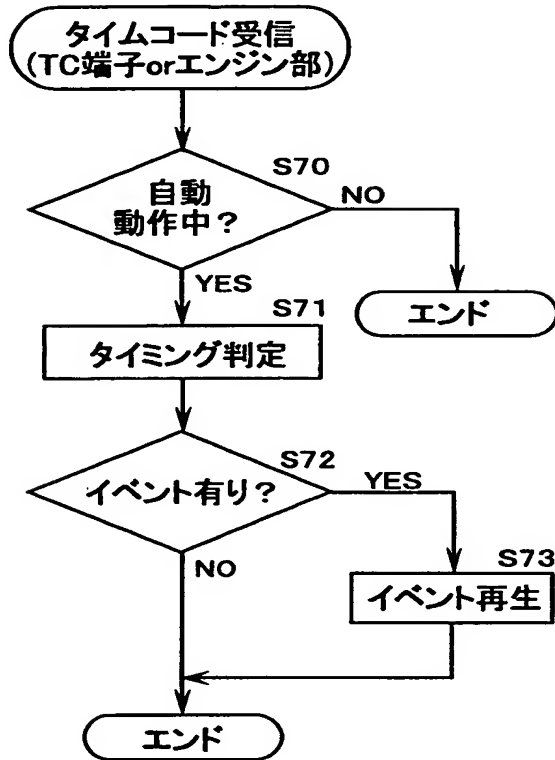 タイムコード受信
(TC端子orエンジン部)
S70
自動
動作中？
NO
YES
エンド
S71
タイミング判定
S72
イベント有り？
YES
NO
S73
イベント再生
エンド